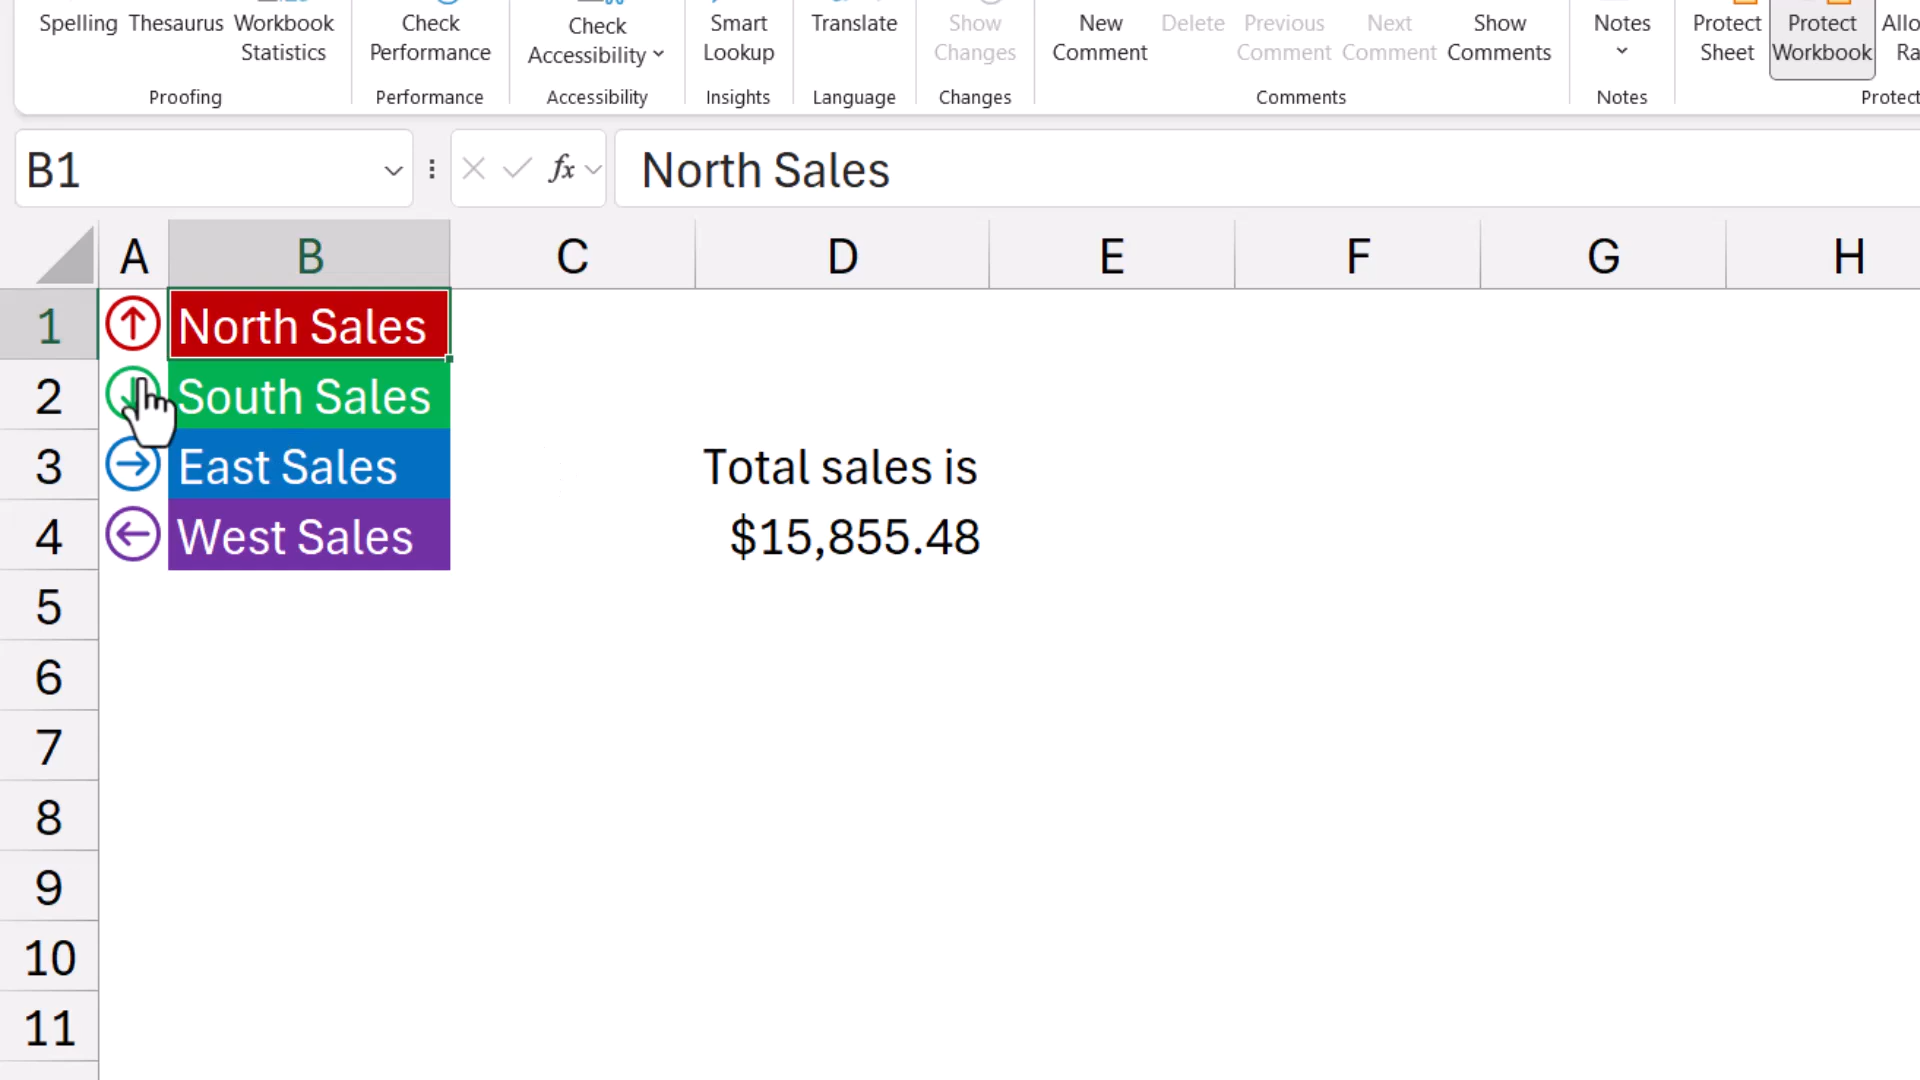 Spelling Thesaurus Workbook Statistics
Check Performance
Check Accessibility
Smart Lookup
Translate
Show Changes
New Comment
Delete
Previous Comment
Next Comment
Show Comments
Notes
Protect Sheet
Protect Workbook
Proofing Performance Accessibility Insights Language Changes Comments Notes
B1 fx North Sales
A B C D E F G H
1 North Sales
2 South Sales
3 East Sales Total sales is
4 West Sales $15,855.48
5
6
7
8
9
10
11